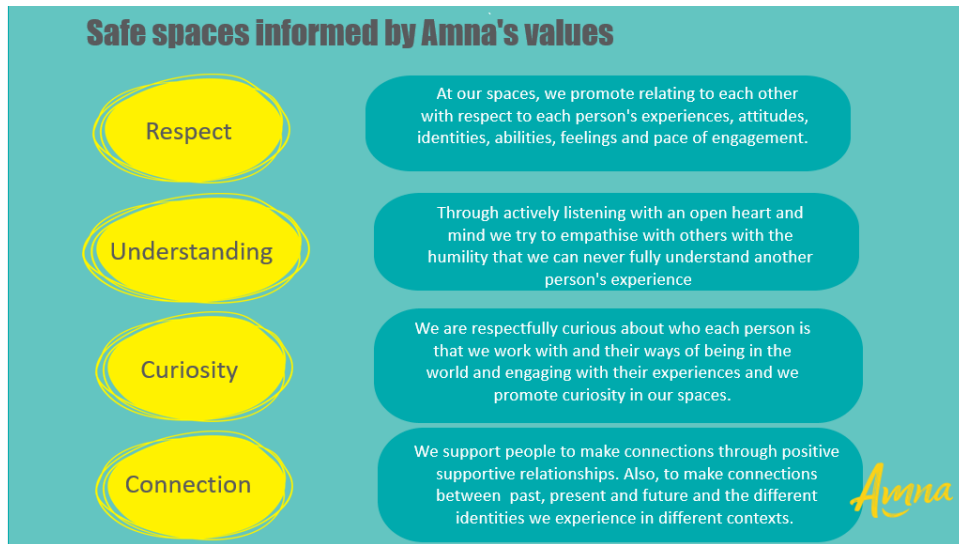 Safe spaces informed by Amna's values
Respect
At our spaces, we promote relating to each other
with respect to each person's experiences, attitudes,
identities, abilities, feelings and pace of engagement.
Understanding
Through actively listening with an open heart and
mind we try to empathise with others with the
humility that we can never fully understand another
person's experience
Curiosity
We are respectfully curious about who each person is
that we work with and their ways of being in the
world and engaging with their experiences and we
promote curiosity in our spaces.
Connection
We support people to make connections through positive
supportive relationships. Also, to make connections
between past, present and future and the different
identities we experience in different contexts.
Amna